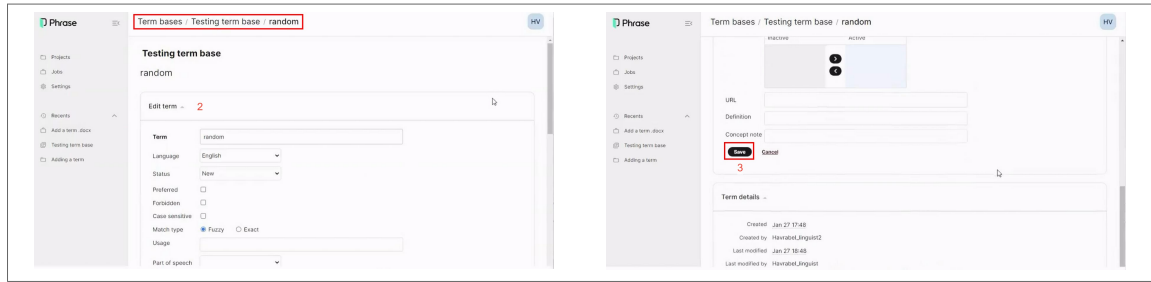 Phrase
Term bases / Testing term base / random
HV
Projects
Jobs
Settings
Recents
Add a term .docx
Testing term base
Adding a term
Testing term base
random
Edit term
2
Term random
Language English
Status New
Preferred
Forbidden
Case sensitive
Match type Fuzzy Exact
Usage
Part of speech
Phrase
Term bases / Testing term base / random
HV
Projects
Jobs
Settings
Recents
Add a term .docx
Testing term base
Adding a term
Inactive Active
URL
Definition
Concept note
Save Cancel
3
Term details
Created Jan 27 17:48
Created by Havrabel_linguist2
Last modified Jan 27 18:48
Last modified by Havrabel_linguist